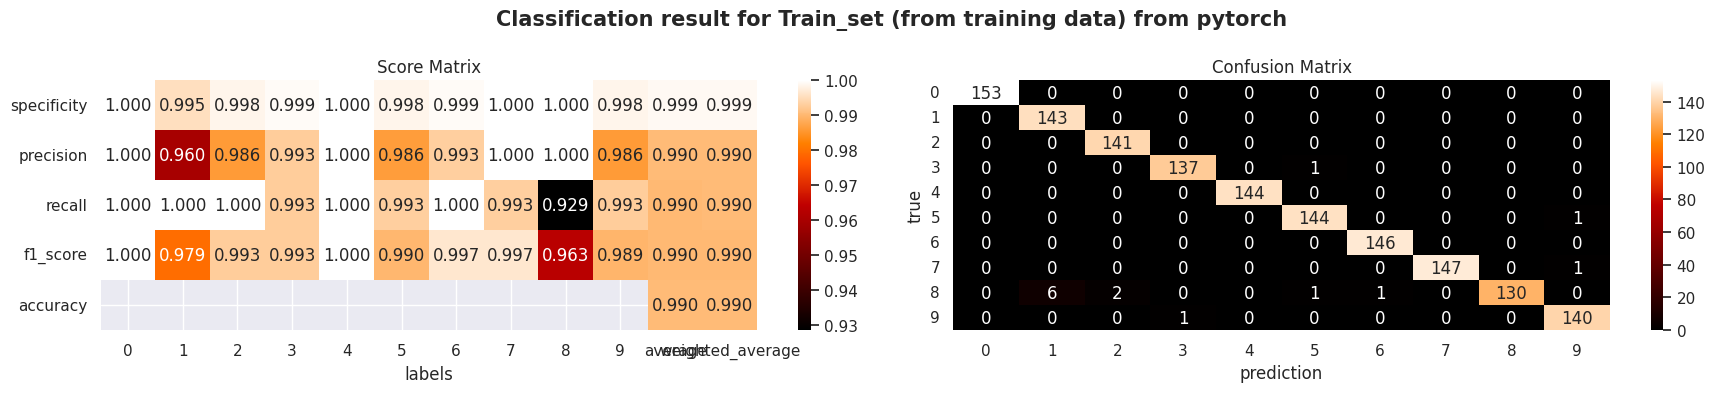 Classification result for Train_set (from training data) from pytorch
Score Matrix
specificity 1.000 0.995 0.998 0.999 1.000 0.998 0.999 1.000 1.000 0.998 0.999 0.999
precision 1.000 0.960 0.986 0.993 1.000 0.986 0.993 1.000 1.000 0.986 0.990 0.990
recall 1.000 1.000 1.000 0.993 1.000 0.993 1.000 0.993 0.929 0.993 0.990 0.990
f1_score 1.000 0.979 0.993 0.993 1.000 0.990 0.997 0.997 0.963 0.989 0.990 0.990
accuracy 0.990 0.990
0 1 2 3 4 5 6 7 8 9 average weighted_average
labels
1.00
0.99
0.98
0.97
0.96
0.95
0.94
0.93
Confusion Matrix
true
0 153 0 0 0 0 0 0 0 0 0
1 0 143 0 0 0 0 0 0 0 0
2 0 0 141 0 0 0 0 0 0 0
3 0 0 0 137 0 1 0 0 0 0
4 0 0 0 0 144 0 0 0 0 0
5 0 0 0 0 0 144 0 0 0 1
6 0 0 0 0 0 0 146 0 0 0
7 0 0 0 0 0 0 0 147 0 1
8 0 6 2 0 0 1 1 0 130 0
9 0 0 0 1 0 0 0 0 0 140
0 1 2 3 4 5 6 7 8 9
prediction
140
120
100
80
60
40
20
0